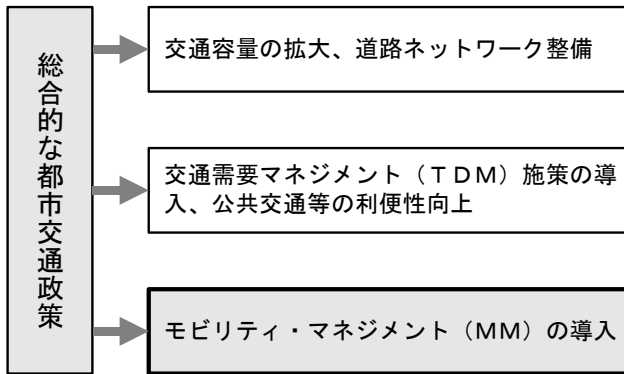 総合的な都市交通政策
交通容量の拡大、道路ネットワーク整備
交通需要マネジメント（ＴＤＭ）施策の導
入、公共交通等の利便性向上
モビリティ・マネジメント（ＭＭ）の導入